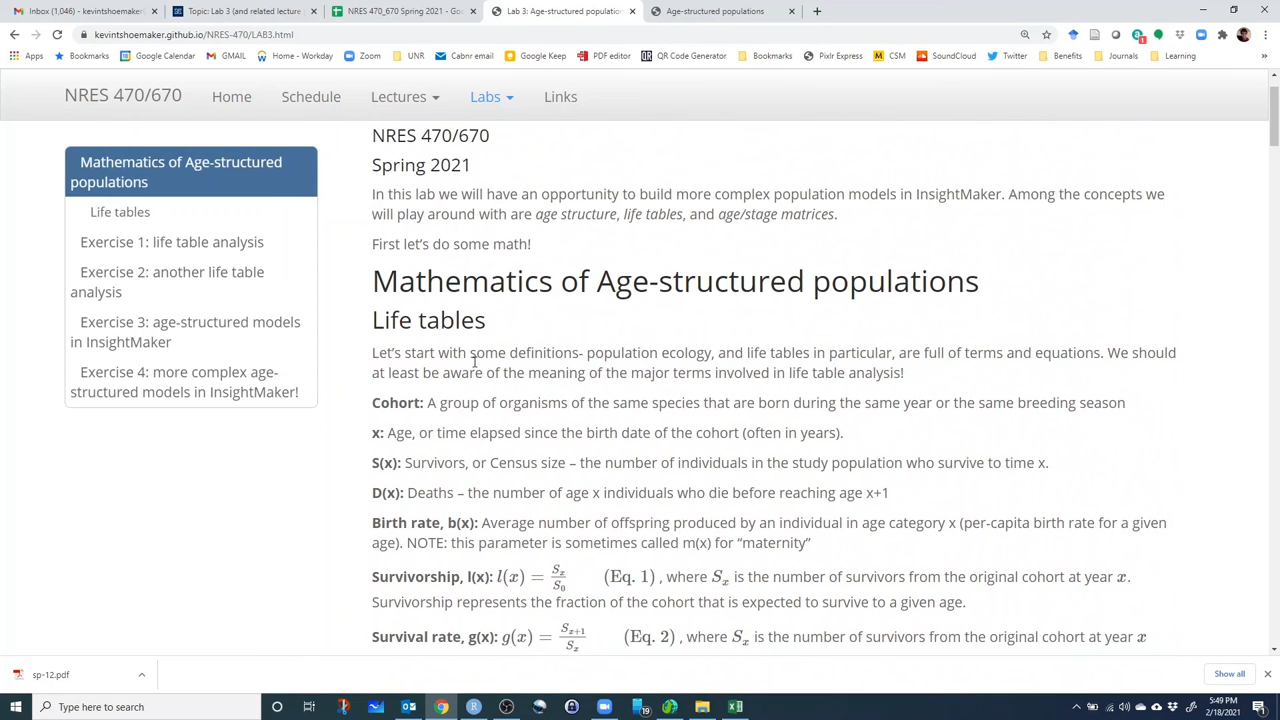 Inbox (1,046) -
Topic: Lab 3 (and related lecture
NRES 470_670 Spring 2021 - Goo
Lab 3: Age-structured population
Age-structured populations
kevintshoemaker.github.io/NRES-470/LAB3.html
Apps Bookmarks Google Calendar GMAIL Home - Workday Zoom UNR Cabnr email Google Keep PDF editor QR Code Generator Bookmarks Pixlr Express CSM SoundCloud Twitter Benefits Journals Learning
NRES 470/670 Home Schedule Lectures Labs Links
Mathematics of Age-structured
populations
Life tables
Exercise 1: life table analysis
Exercise 2: another life table
analysis
Exercise 3: age-structured models
in InsightMaker
Exercise 4: more complex age-
structured models in InsightMaker!
NRES 470/670
Spring 2021
In this lab we will have an opportunity to build more complex population models in InsightMaker. Among the concepts we
will play around with are age structure, life tables, and age/stage matrices.
First let's do some math!
Mathematics of Age-structured populations
Life tables
Let's start with some definitions- population ecology, and life tables in particular, are full of terms and equations. We should
at least be aware of the meaning of the major terms involved in life table analysis!
Cohort: A group of organisms of the same species that are born during the same year or the same breeding season
x: Age, or time elapsed since the birth date of the cohort (often in years).
S(x): Survivors, or Census size – the number of individuals in the study population who survive to time x.
D(x): Deaths – the number of age x individuals who die before reaching age x+1
Birth rate, b(x): Average number of offspring produced by an individual in age category x (per-capita birth rate for a given
age). NOTE: this parameter is sometimes called m(x) for "maternity"
Survivorship, l(x): l(x) = Sx/S0 (Eq. 1) , where Sx is the number of survivors from the original cohort at year x.
Survivorship represents the fraction of the cohort that is expected to survive to a given age.
Survival rate, g(x): g(x) = Sx+1/Sx (Eq. 2) , where Sx is the number of survivors from the original cohort at year x
sp-12.pdf
Show all
Type here to search
19
5:49 PM
2/18/2021